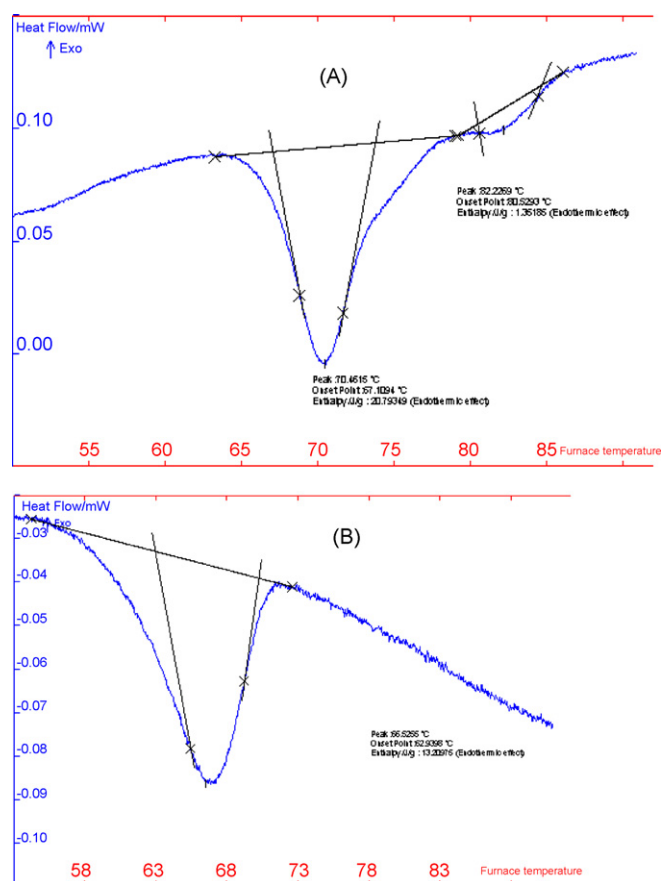 Heat Flow/mW
Exo
(A)
0.10
Peak :82.2269 °C
Onset Point:80.5293 °C
Enthalpy/J/g : 1.36185 (Endothermic effect)
0.05
0.00
Peak :70.4615 °C
Onset Point:67.1094 °C
Enthalpy/J/g : 20.79349 (Endothermic effect)
55 60 65 70 75 80 85 Furnace temperature
Heat Flow/mW
Exo
(B)
-0.03
-0.04
-0.05
-0.06
-0.07
Peak :66.5255 °C
Onset Point:62.9398 °C
Enthalpy/J/g : 13.20975 (Endothermic effect)
-0.08
-0.09
-0.10
58 63 68 73 78 83 Furnace temperature